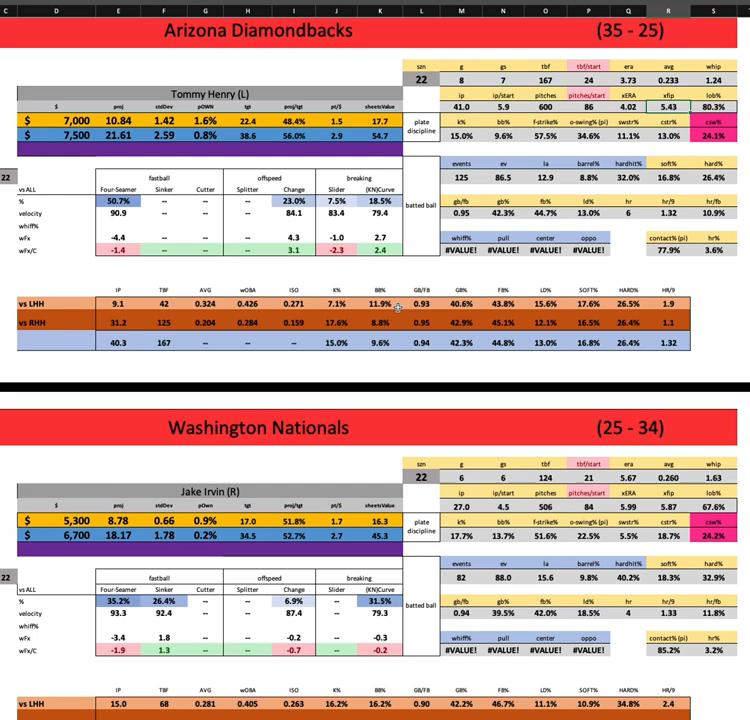 C D E F G H I J K L M N O P Q R S
Arizona Diamondbacks (35 - 25)
szn g gs tbf tbf/start era avg whip
22 8 7 167 24 3.73 0.233 1.24
Tommy Henry (L) ip ip/start pitches pitches/start xERA xfip lob%
$ proj stdDev pOWN tgt proj/tgt pt/$ sheetsValue 41.0 5.9 600 86 4.02 5.43 80.3%
$ 7,000 10.84 1.42 1.6% 22.4 48.4% 1.5 17.7 plate discipline k% bb% f-strike% o-swing% (pi) swstr% cstr% csw%
$ 7,500 21.61 2.59 0.8% 38.6 56.0% 2.9 54.7 15.0% 9.6% 57.5% 34.6% 11.1% 13.0% 24.1%
events ev la barrel% hardhit% soft% hard%
22 fastball offspeed breaking 125 86.5 12.9 8.8% 32.0% 16.8% 26.4%
vs ALL Four-Seamer Sinker Cutter Splitter Change Slider (KN)Curve
% 50.7% -- -- -- 23.0% 7.5% 18.5% batted ball gb/fb gb% fb% ld% hr hr/9 hr/fb
velocity 90.9 -- -- -- 84.1 83.4 79.4 0.95 42.3% 44.7% 13.0% 6 1.32 10.9%
whiff%
wFx -4.4 -- -- -- 4.3 -1.0 2.7 whiff% pull center oppo contact% (pi) hr%
wFx/C -1.4 -- -- -- 3.1 -2.3 2.4 #VALUE! #VALUE! #VALUE! #VALUE! 77.9% 3.6%
IP TBF AVG wOBA ISO K% BB% GB/FB GB% FB% LD% SOFT% HARD% HR/9
vs LHH 9.1 42 0.324 0.426 0.271 7.1% 11.9% 0.93 40.6% 43.8% 15.6% 17.6% 26.5% 1.9
vs RHH 31.2 125 0.204 0.284 0.159 17.6% 8.8% 0.95 42.9% 45.1% 12.1% 16.5% 26.4% 1.1
40.3 167 -- -- -- 15.0% 9.6% 0.94 42.3% 44.8% 13.0% 16.8% 26.4% 1.32
Washington Nationals (25 - 34)
szn g gs tbf tbf/start era avg whip
22 6 6 124 21 5.67 0.260 1.63
Jake Irvin (R) ip ip/start pitches pitches/start xERA xfip lob%
$ proj stdDev pOwn tgt proj/tgt pt/$ sheetsValue 27.0 4.5 506 84 5.99 5.87 67.6%
$ 5,300 8.78 0.66 0.9% 17.0 51.8% 1.7 16.3 plate discipline k% bb% f-strike% o-swing% (pi) swstr% cstr% csw%
$ 6,700 18.17 1.78 0.2% 34.5 52.7% 2.7 45.3 17.7% 13.7% 51.6% 22.5% 5.5% 18.7% 24.2%
events ev la barrel% hardhit% soft% hard%
22 fastball offspeed breaking 82 88.0 15.6 9.8% 40.2% 18.3% 32.9%
vs ALL Four-Seamer Sinker Cutter Splitter Change Slider (KN)Curve
% 35.2% 26.4% -- -- 6.9% -- 31.5% batted ball gb/fb gb% fb% ld% hr hr/9 hr/fb
velocity 93.3 92.4 -- -- 87.4 -- 79.3 0.94 39.5% 42.0% 18.5% 4 1.33 11.8%
whiff%
wFx -3.4 1.8 -- -- -0.2 -- -0.3 whiff% pull center oppo contact% (pi) hr%
wFx/C -1.9 1.3 -- -- -0.7 -- -0.2 #VALUE! #VALUE! #VALUE! #VALUE! 85.2% 3.2%
IP TBF AVG wOBA ISO K% BB% GB/FB GB% FB% LD% SOFT% HARD% HR/9
vs LHH 15.0 68 0.281 0.405 0.263 16.2% 16.2% 0.90 42.2% 46.7% 11.1% 10.9% 34.8% 2.4